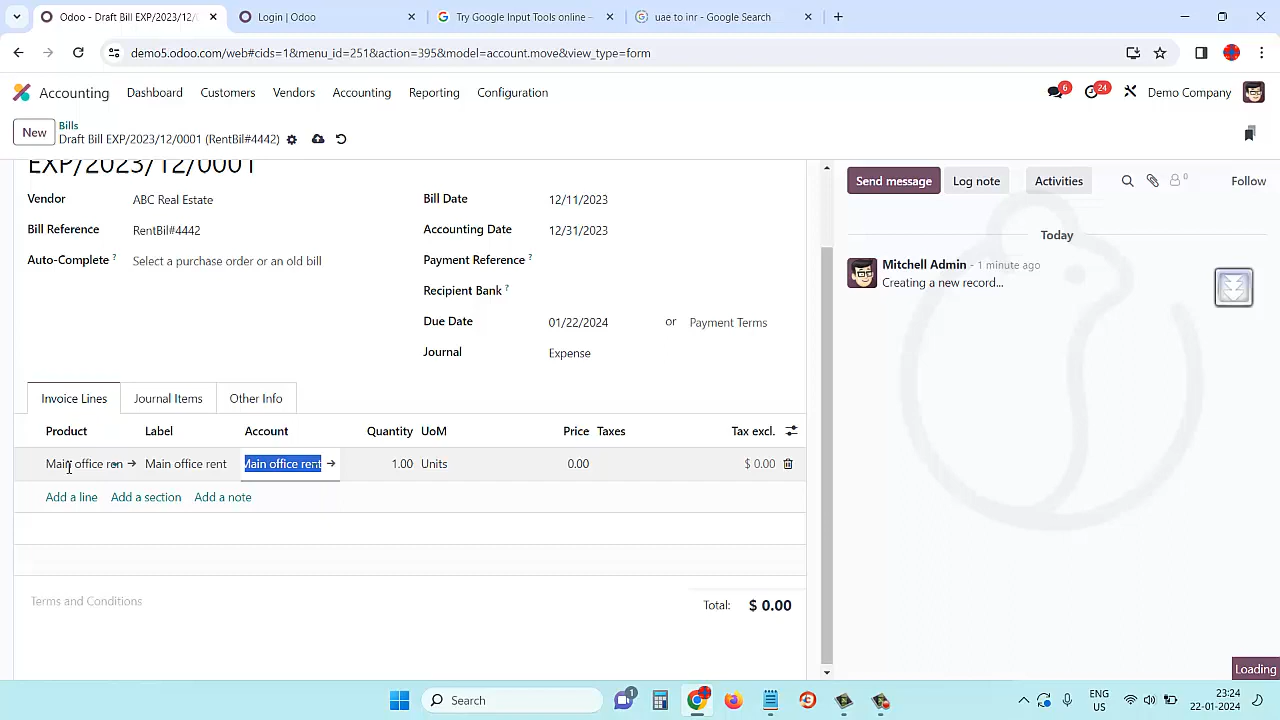 Odoo - Draft Bill EXP/2023/12/0001
Login | Odoo
Try Google Input Tools online –
uae to inr - Google Search
demo5.odoo.com/web#cids=1&menu_id=251&action=395&model=account.move&view_type=form
Accounting Dashboard Customers Vendors Accounting Reporting Configuration
6 24 Demo Company
New Bills
Draft Bill EXP/2023/12/0001 (RentBil#4442)
EXP/2023/12/0001
Send message Log note Activities 0 Follow
Vendor ABC Real Estate Bill Date 12/11/2023
Bill Reference RentBil#4442 Accounting Date 12/31/2023
Auto-Complete ? Select a purchase order or an old bill Payment Reference ?
Recipient Bank ?
Due Date 01/22/2024 or Payment Terms
Journal Expense
Today
Mitchell Admin - 1 minute ago
Creating a new record...
Invoice Lines Journal Items Other Info
Product Label Account Quantity UoM Price Taxes Tax excl.
Main office ren Main office rent Main office rent 1.00 Units 0.00 $ 0.00
Add a line Add a section Add a note
Terms and Conditions
Total: $ 0.00
Loading
Search
1
ENG
US
23:24
22-01-2024